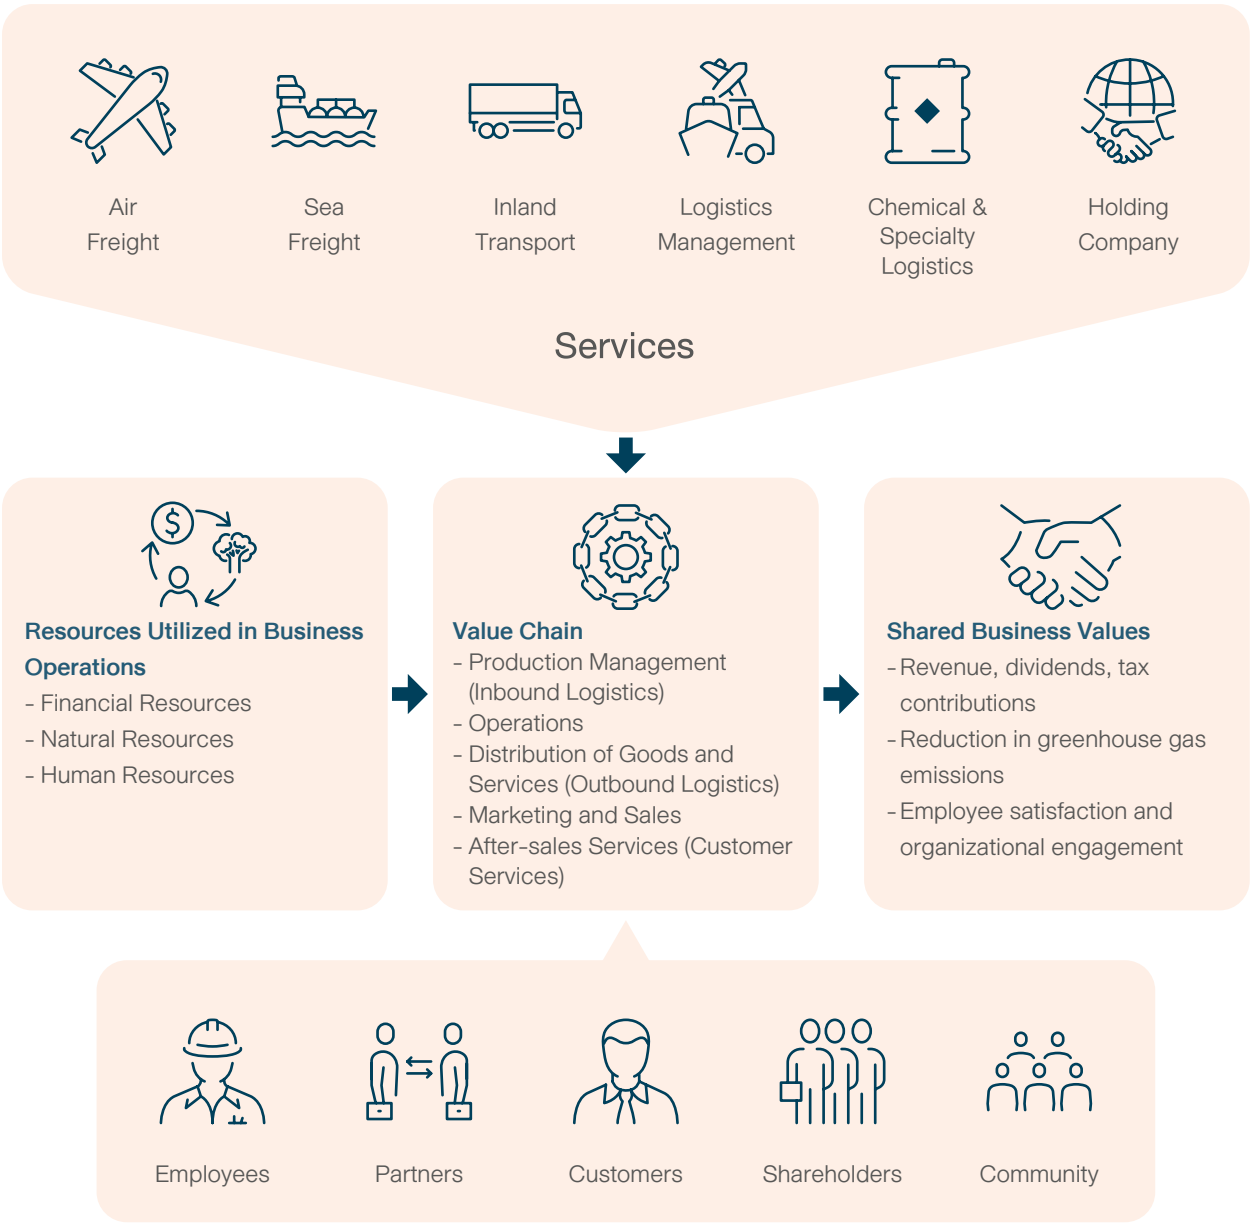 Air
Freight
Sea
Freight
Inland
Transport
Logistics
Management
Chemical &
Specialty
Logistics
Holding
Company
Services
$
Resources Utilized in Business
Operations
- Financial Resources
- Natural Resources
- Human Resources
Value Chain
- Production Management
(Inbound Logistics)
- Operations
- Distribution of Goods and
Services (Outbound Logistics)
- Marketing and Sales
- After-sales Services (Customer
Services)
Shared Business Values
- Revenue, dividends, tax
contributions
- Reduction in greenhouse gas
emissions
- Employee satisfaction and
organizational engagement
Employees
Partners
Customers
Shareholders
Community